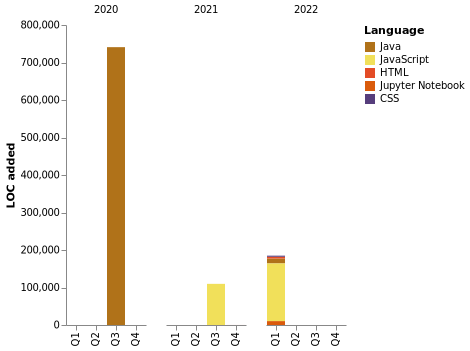 2020 2021 2022
Language
Java
JavaScript
HTML
Jupyter Notebook
CSS
LOC added
800,000
700,000
600,000
500,000
400,000
300,000
200,000
100,000
0
Q1 Q2 Q3 Q4 Q1 Q2 Q3 Q4 Q1 Q2 Q3 Q4